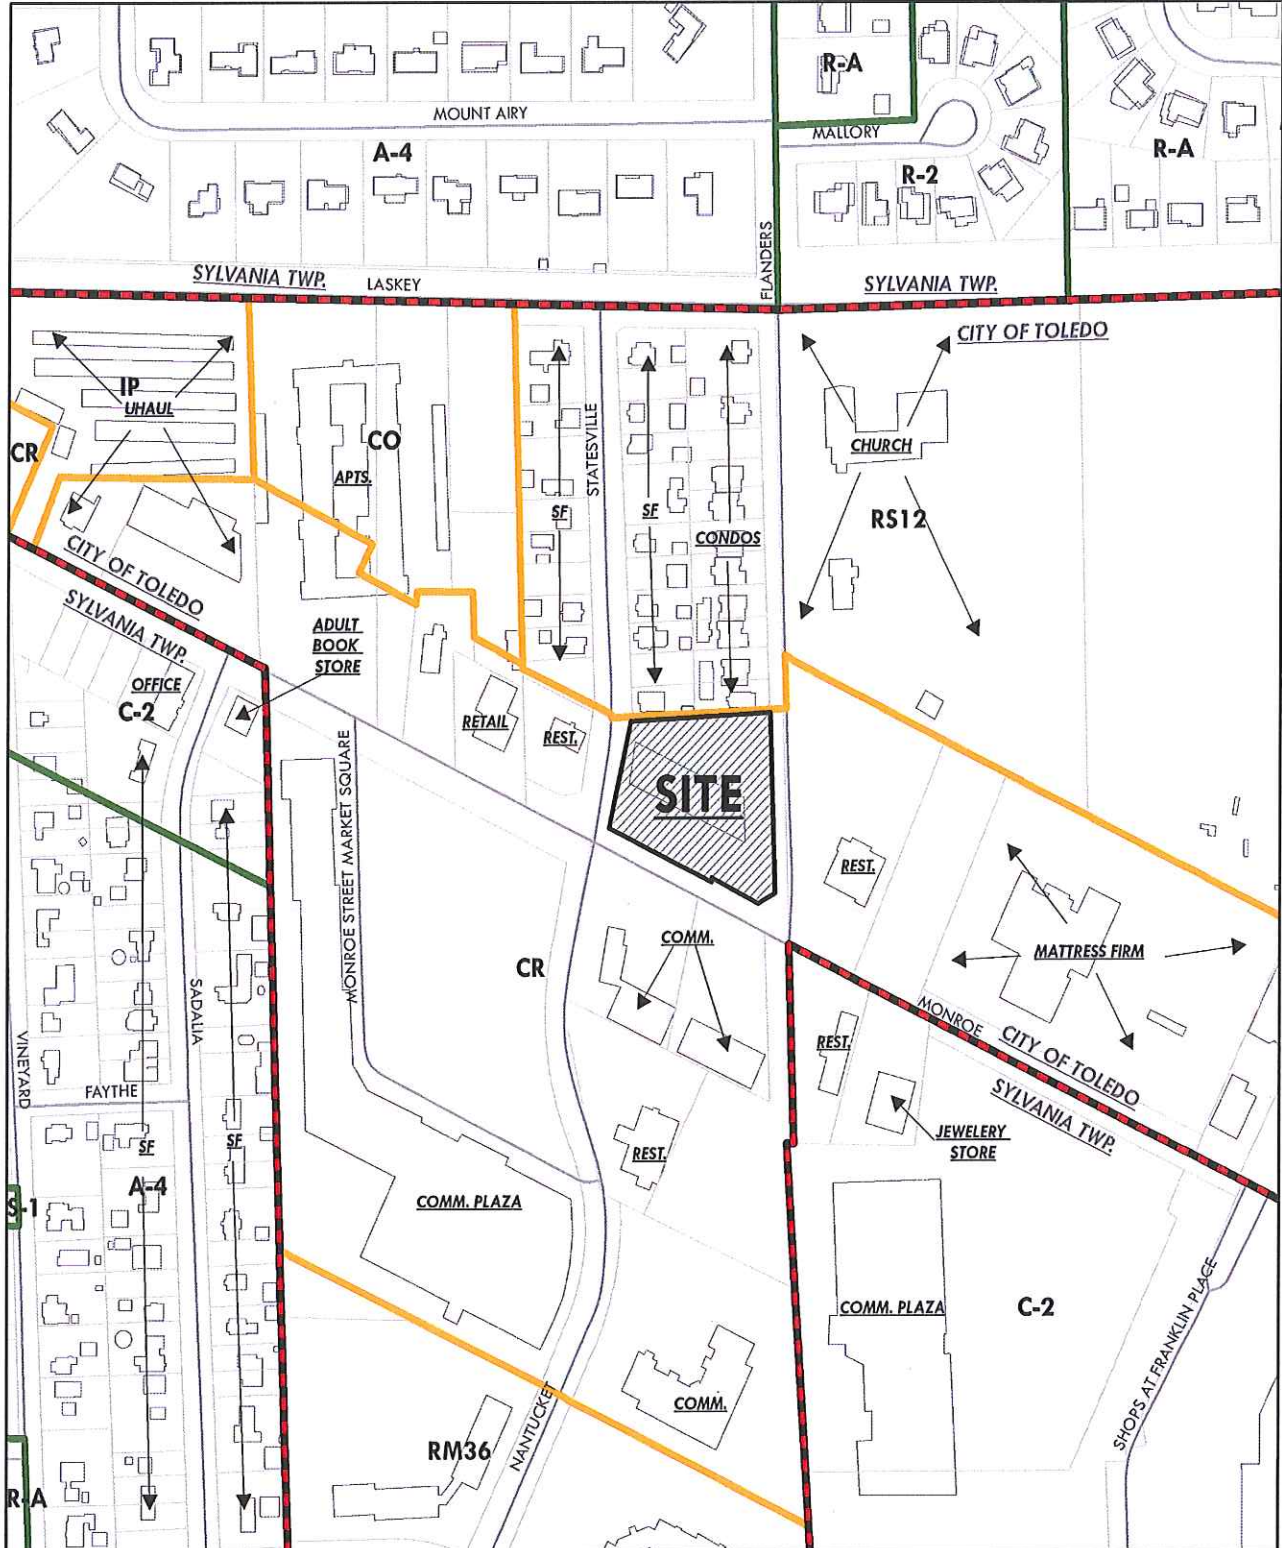 R-A
MOUNT AIRY
MALLORY
A-4
R-2
R-A
FLANDERS
SYLVANIA TWP.
LASKEY
SYLVANIA TWP.
CITY OF TOLEDO
IP
UHAUL
CR
CO
APTS.
STATESVILLE
SF
SF
CONDOS
CHURCH
RS12
CITY OF TOLEDO
SYLVANIA TWP.
ADULT
BOOK
STORE
OFFICE
C-2
RETAIL
REST.
SITE
MONROE STREET MARKET SQUARE
REST.
COMM.
MATTRESS FIRM
CR
SADALIA
VINEYARD
FAYTHE
MONROE
CITY OF TOLEDO
SYLVANIA TWP.
REST.
JEWELERY
STORE
SF
SF
REST.
A-4
S-1
COMM. PLAZA
COMM. PLAZA
C-2
SHOPS AT FRANKLIN PLACE
COMM.
NANTUCKET
RM36
R-A